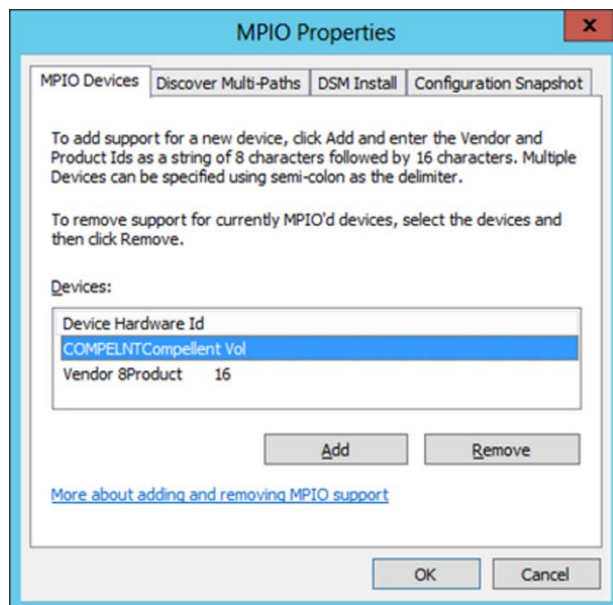 MPIO Properties
x
MPIO Devices Discover Multi-Paths DSM Install Configuration Snapshot
To add support for a new device, click Add and enter the Vendor and
Product Ids as a string of 8 characters followed by 16 characters. Multiple
Devices can be specified using semi-colon as the delimiter.
To remove support for currently MPIO'd devices, select the devices and
then click Remove.
Devices:
Device Hardware Id
COMPELNTCompellent Vol
Vendor 8Product 16
Add Remove
More about adding and removing MPIO support
OK Cancel